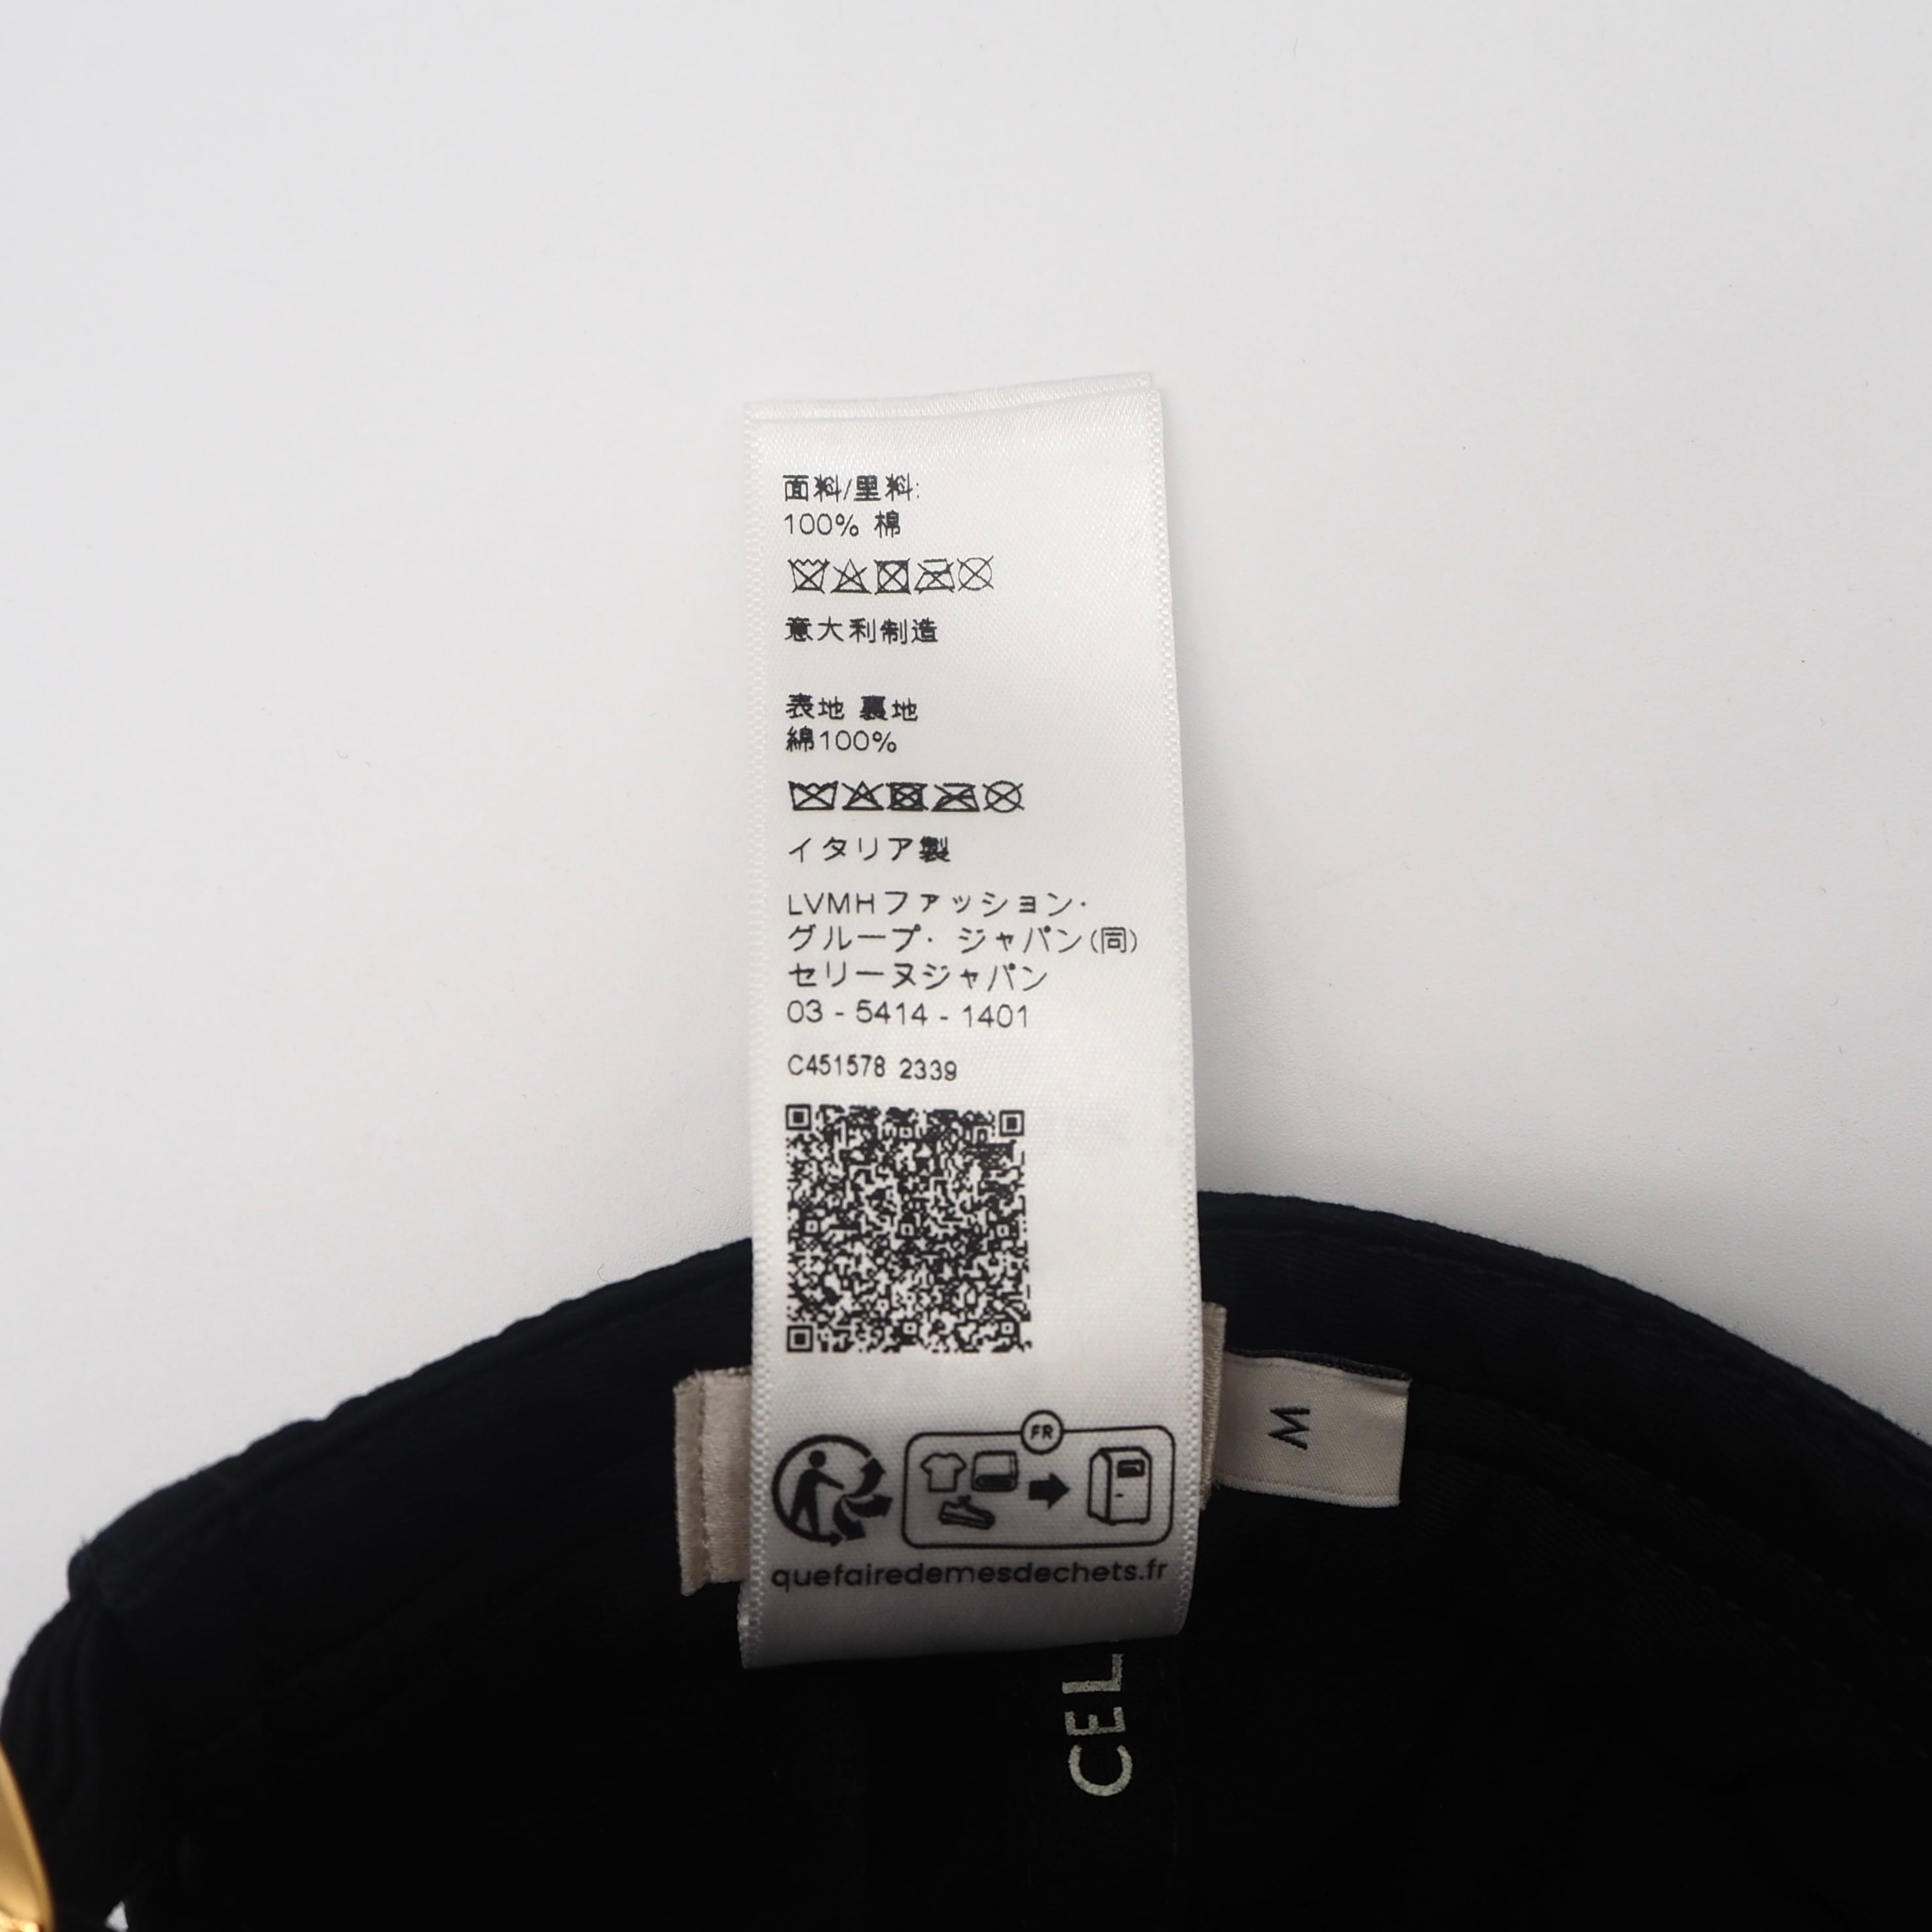 面料/里料:
100% 棉
意大利制造
表地 裏地
綿100%
イタリア製
LVMHファッション・
グループ・ ジャパン(同)
セリーヌジャパン
03 - 5414 - 1401
C451578 2339
FR
quefairedemesdechets.fr
M
CEL